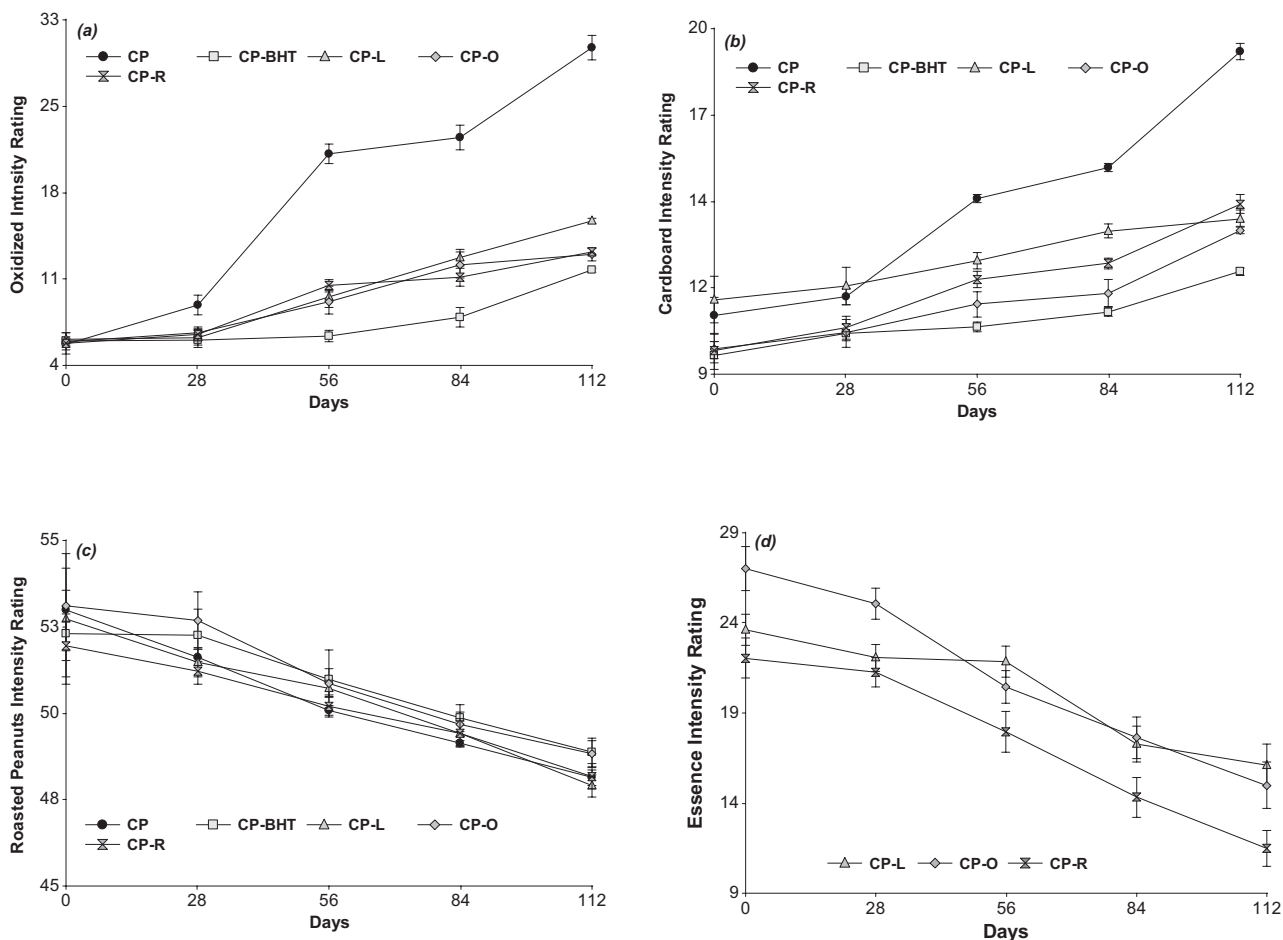 (a)
CP CP-BHT CP-L CP-O
CP-R
Oxidized Intnsity Rating
33
25
18
11
4
0 28 56 84 112
Days
(b)
CP CP-BHT CP-L CP-O
CP-R
Cardboard Intensity Rating
20
17
14
12
9
0 28 56 84 112
Days
(c)
Roasted Peanuts Intensity Rating
55
53
50
48
45
CP CP-BHT CP-L CP-O
CP-R
0 28 56 84 112
Days
(d)
Essence Intensity Rating
29
24
19
14
9
CP-L CP-O CP-R
0 28 56 84 112
Days